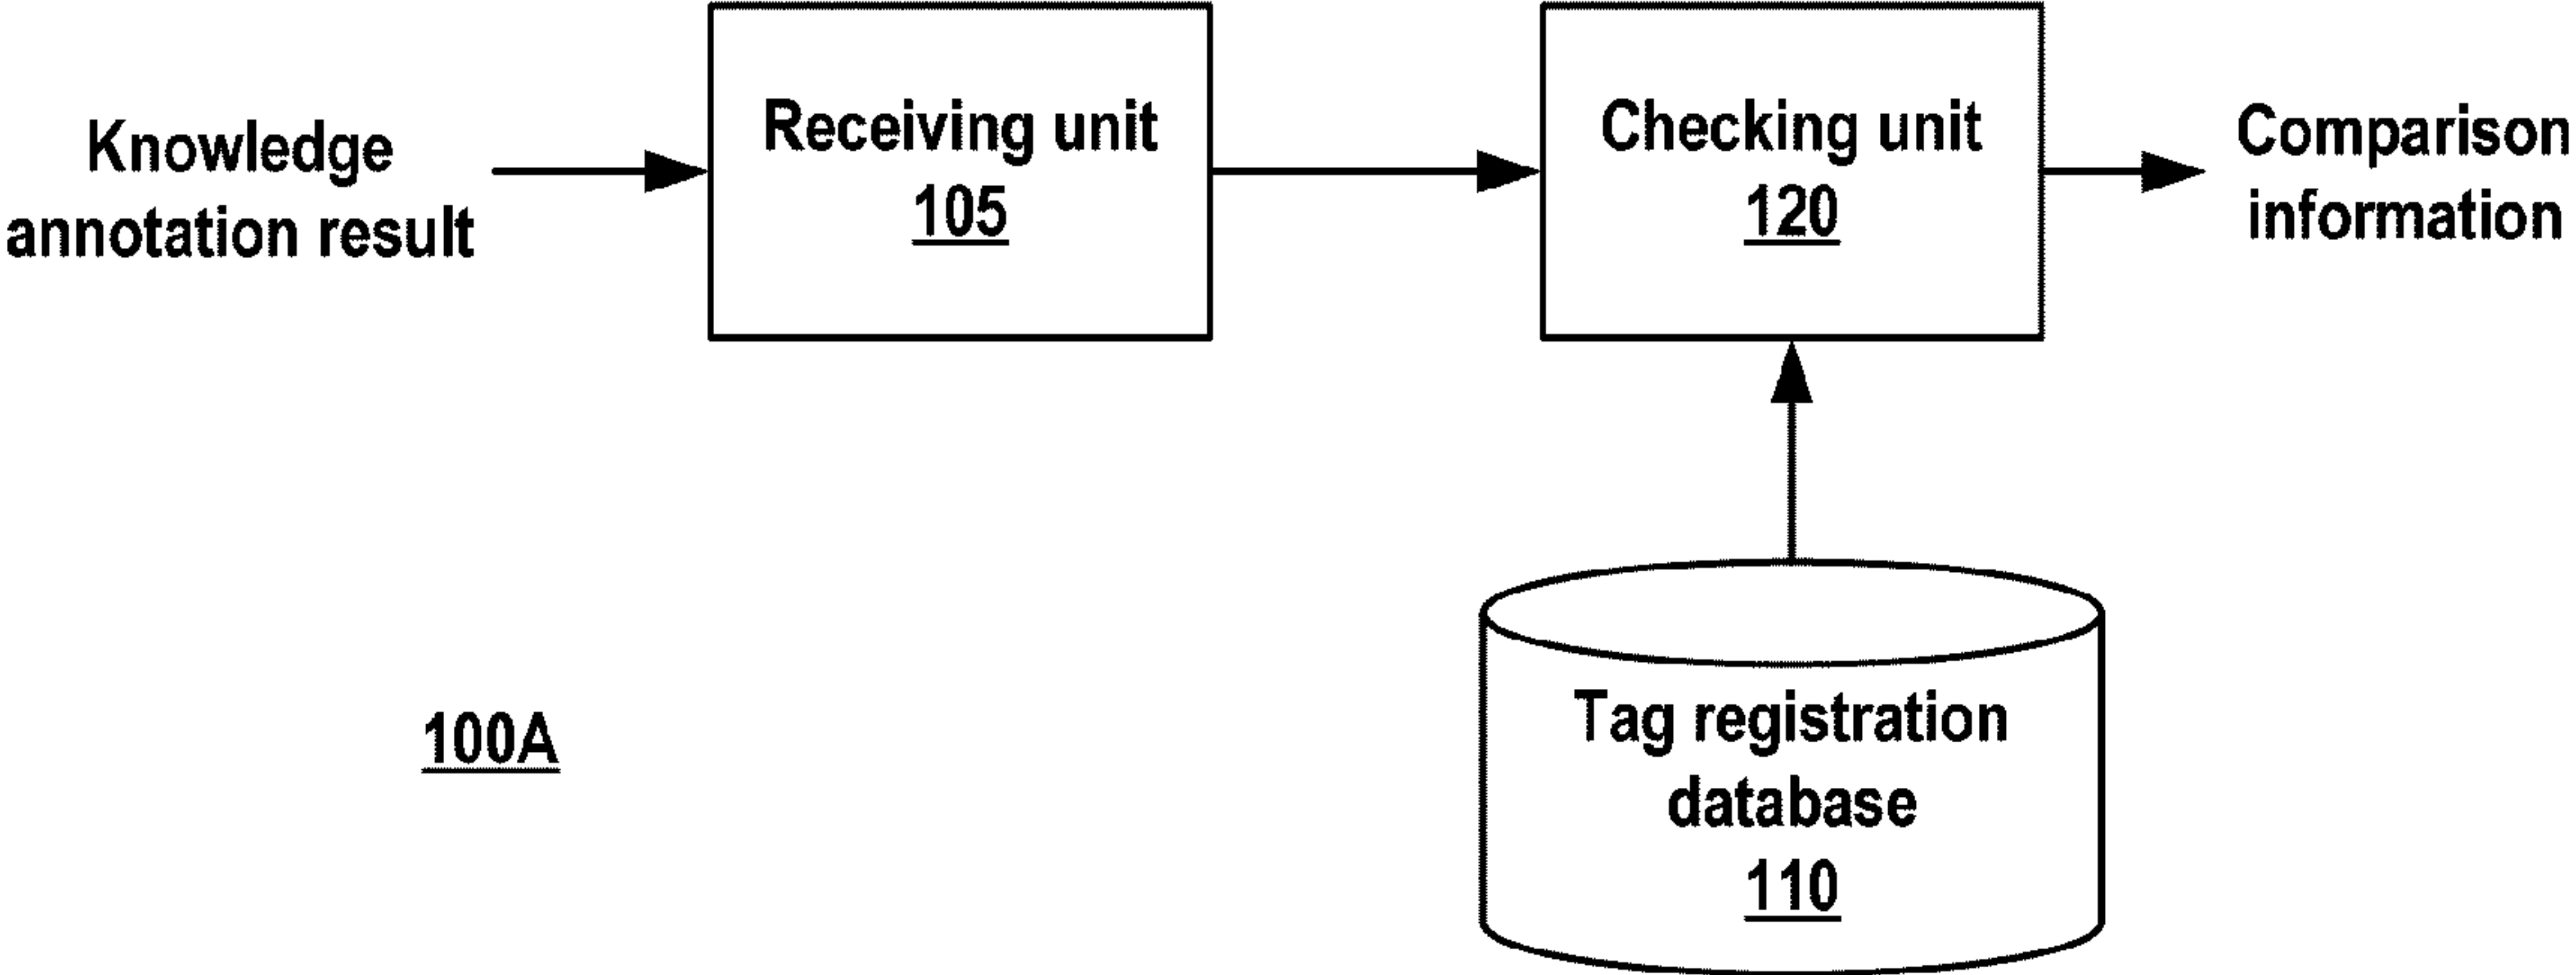 Knowledge
annotation result
Receiving unit
105
Checking unit
120
Comparison
information
100A
Tag registration
database
110